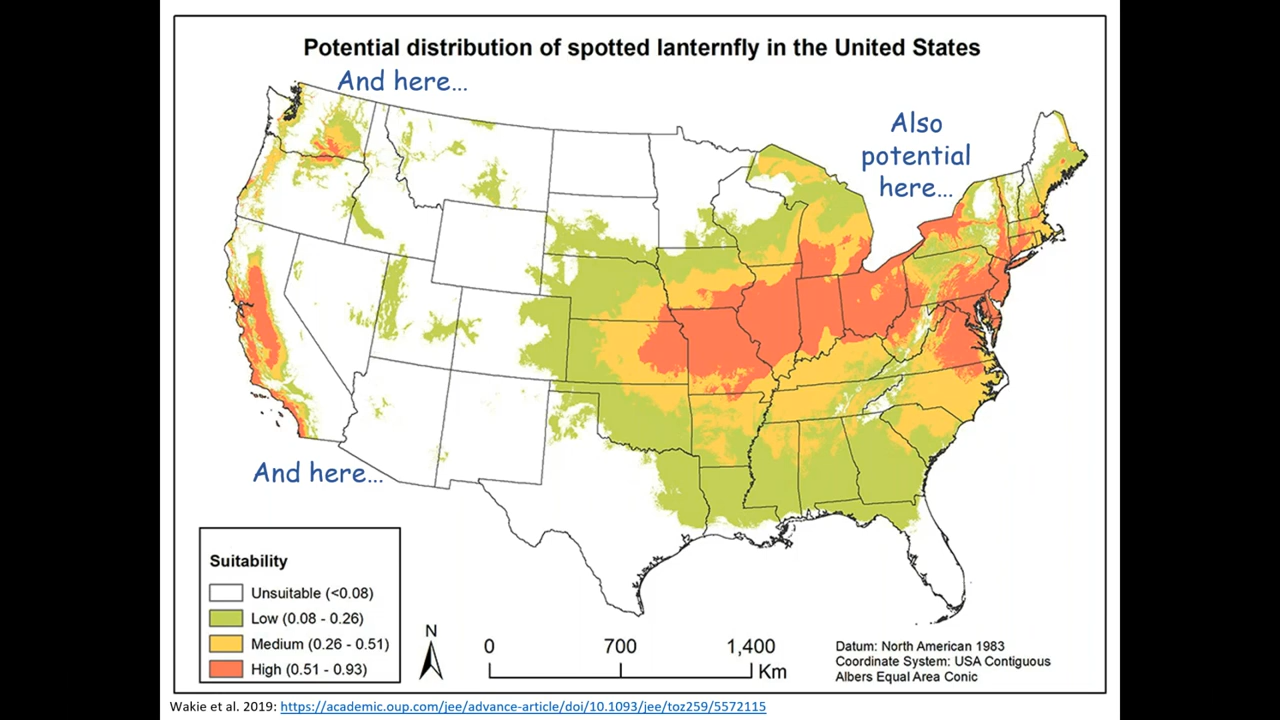 Potential distribution of spotted lanternfly in the United States
And here…
Also
potential
here…
And here…
Suitability
Unsuitable (<0.08)
Low (0.08 - 0.26)
Medium (0.26 - 0.51)
High (0.51 - 0.93)
N
0 700 1,400
Km
Datum: North American 1983
Coordinate System: USA Contiguous
Albers Equal Area Conic
Wakie et al. 2019: https://academic.oup.com/jee/advance-article/doi/10.1093/jee/toz259/5572115